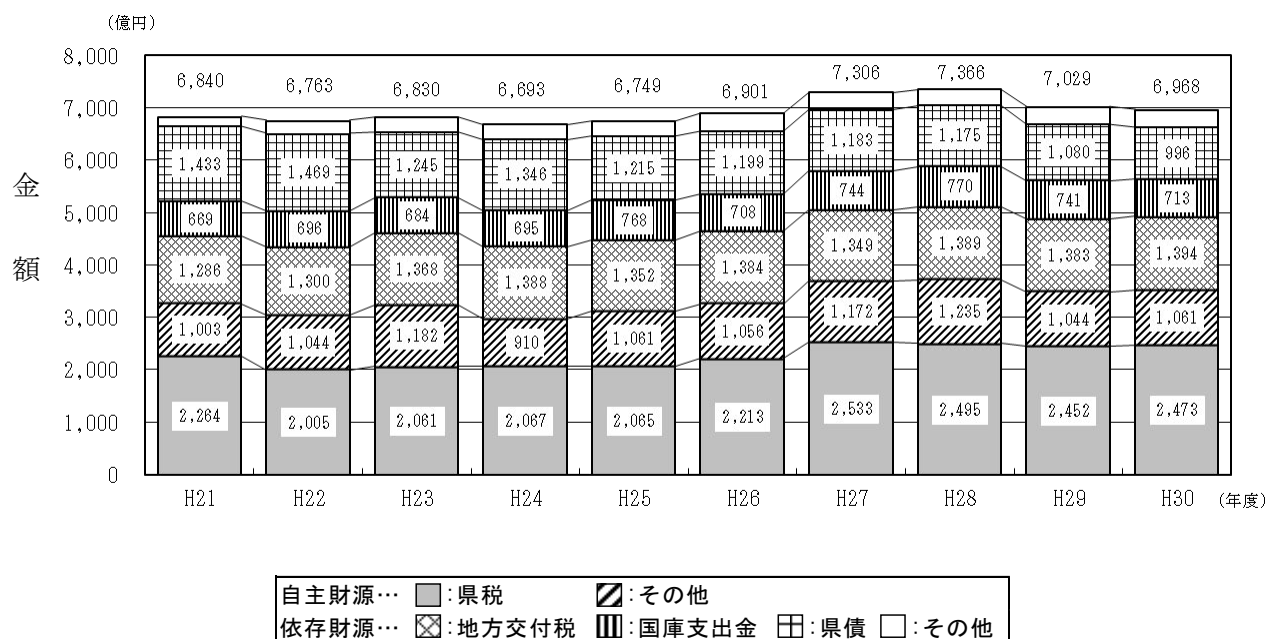 （億円）
8,000
7,000
6,000
5,000
4,000
3,000
2,000
1,000
0
金
額
6,840 6,763 6,830 6,693 6,749 6,901 7,306 7,366 7,029 6,968
1,433 1,469 1,245 1,346 1,215 1,199 1,183 1,175 1,080 996
669 696 684 695 768 708 744 770 741 713
1,286 1,300 1,368 1,388 1,352 1,384 1,349 1,389 1,383 1,394
1,003 1,044 1,182 910 1,061 1,056 1,172 1,235 1,044 1,061
2,264 2,005 2,061 2,067 2,065 2,213 2,533 2,495 2,452 2,473
H21 H22 H23 H24 H25 H26 H27 H28 H29 H30 （年度）
自主財源… :県税 :その他
依存財源… :地方交付税 :国庫支出金 :県債 :その他